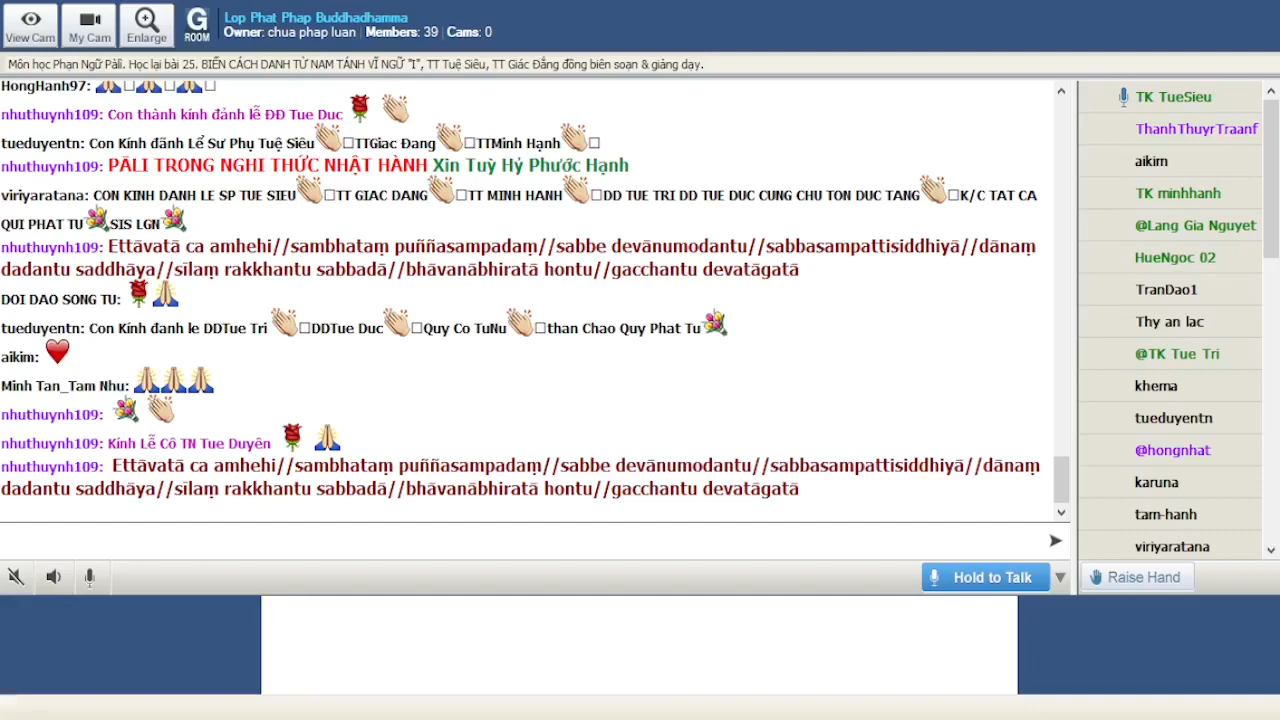 View Cam
My Cam
Enlarge
G
ROOM
Lop Phat Phap Buddhadhamma
Owner: chua phap luan | Members: 39 | Cams: 0
Môn học Phạn Ngữ Pāli. Học lại bài 25. BIẾN CÁCH DANH TỪ NAM TÁNH VĨ NGỮ "I", TT Tuệ Siêu, TT Giác Đẳng đồng biên soạn & giảng dạy.
HongHanh97:
nhuthuynh109: Con thành kính đảnh lễ ĐĐ Tue Duc
tueduyentn: Con Kính đãnh Lể Sư Phụ Tuệ Siêu TTGiac Đang TTMinh Hạnh
nhuthuynh109: PĀLI TRONG NGHI THỨC NHẬT HÀNH Xin Tuỳ Hỷ Phước Hạnh
viriyaratana: CON KINH DANH LE SP TUE SIEU TT GIAC DANG TT MINH HANH DD TUE TRI DD TUE DUC CUNG CHU TON DUC TANG K/C TAT CA
QUI PHAT TU SIS LGN
nhuthuynh109: Ettāvatā ca amhehi//sambhataṃ puññasampadaṃ//sabbe devānumodantu//sabbasampattisiddhiyā//dānaṃ
dadantu saddhāya//sīlaṃ rakkhantu sabbadā//bhāvanābhiratā hontu//gacchantu devatāgatā
DOI DAO SONG TU:
tueduyentn: Con Kính đanh le DDTue Tri DDTue Duc Quy Co TuNu than Chao Quy Phat Tu
aikim:
Minh Tan_Tam Nhu:
nhuthuynh109:
nhuthuynh109: Kính Lễ Cô TN Tue Duyên
nhuthuynh109: Ettāvatā ca amhehi//sambhataṃ puññasampadaṃ//sabbe devānumodantu//sabbasampattisiddhiyā//dānaṃ
dadantu saddhāya//sīlaṃ rakkhantu sabbadā//bhāvanābhiratā hontu//gacchantu devatāgatā
Hold to Talk
TK TueSieu
ThanhThuyrTraanf
aikim
TK minhhanh
@Lang Gia Nguyet
HueNgoc 02
TranDao1
Thy an lac
@TK Tue Tri
khema
tueduyentn
@hongnhat
karuna
tam-hanh
viriyaratana
Raise Hand